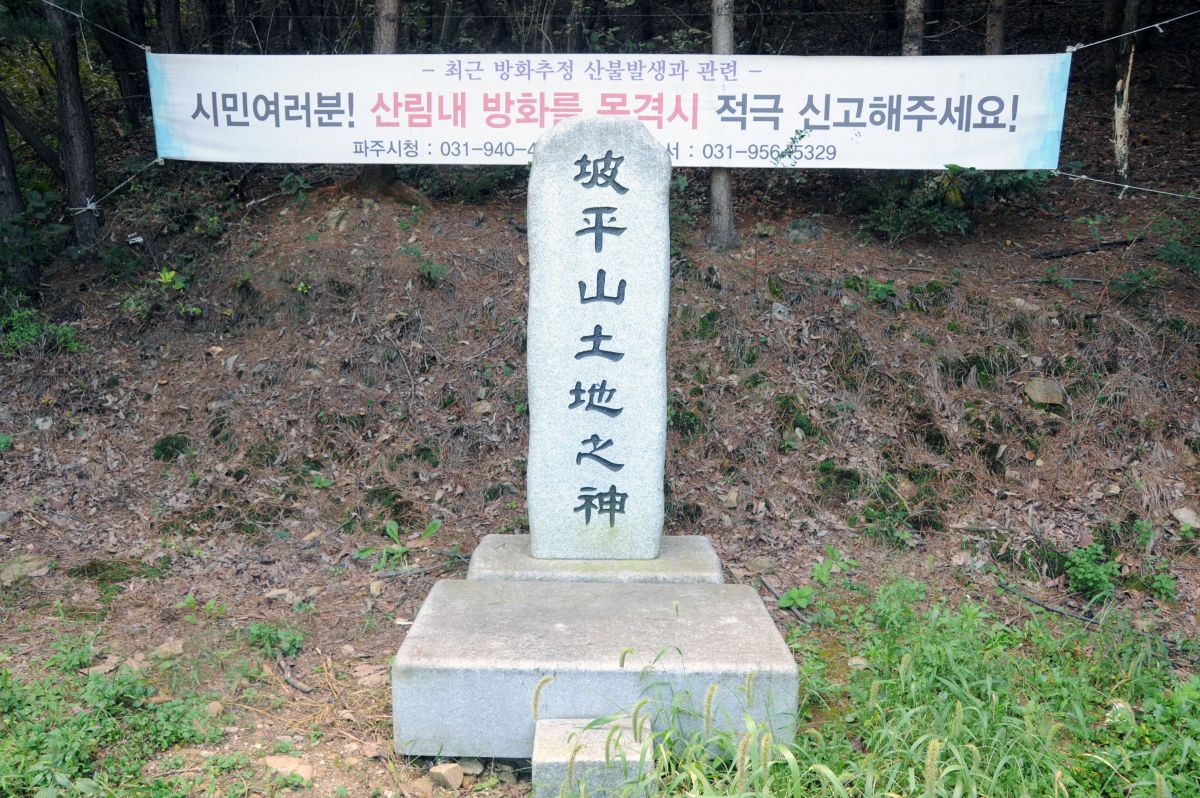 - 최근 방화추정 산불발생과 관련 -
시민여러분! 산림내 방화를 목격시 적극 신고해주세요!
파주시청 : 031-940-4 서 : 031-956-5329
坡平山土地之神